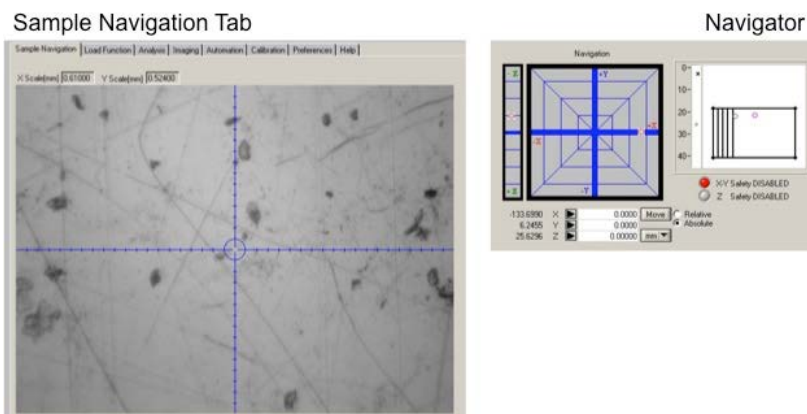 Sample Navigation Tab
Navigator
Sample Navigation | Load Function | Analysis | Imaging | Automation | Calibration | Preferences | Help
X Scale(mm) 0.61000 Y Scale(mm) 0.52400
Navigation
- Z
+Y
-X
+X
-Y
+ Z
0-
10-
20-
30-
40-
X-Y Safety DISABLED
Z Safety DISABLED
-133.6990 X 0.0000 Move Relative
6.2455 Y 0.0000 Absolute
25.6296 Z 0.00000 mm